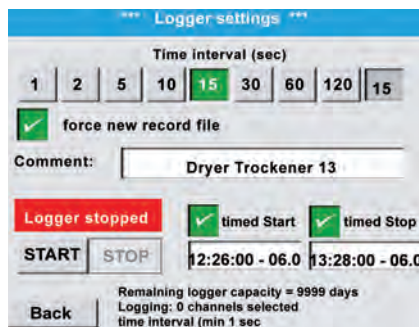 *** Logger settings ***
Time interval (sec)
1 2 5 10 15 30 60 120 15
force new record file
Comment: Dryer Trockener 13
Logger stopped timed Start timed Stop
START STOP 12:26:00 - 06.0 13:28:00 - 06.0
Remaining logger capacity = 9999 days
Logging: 0 channels selected
Back time interval (min 1 sec